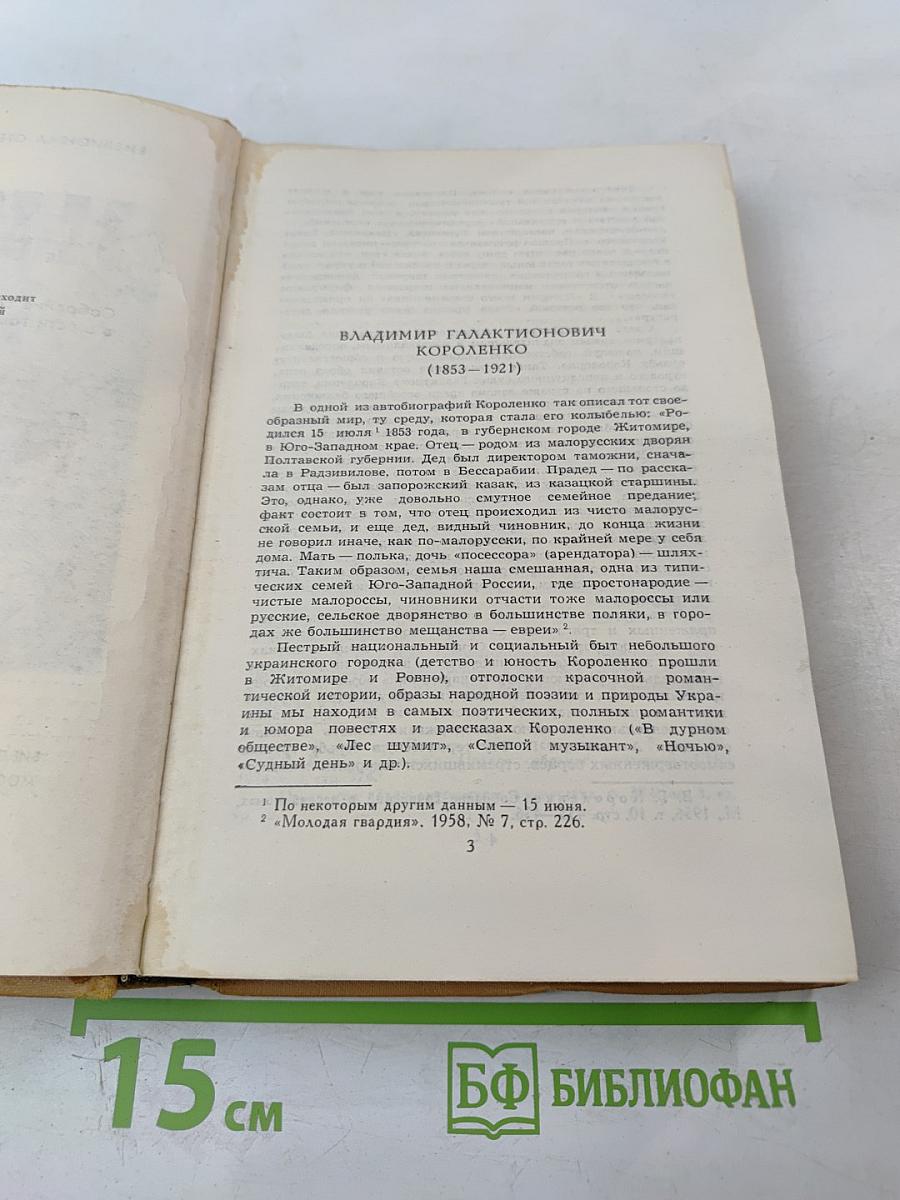 сходит
й
ВЛАДИМИР ГАЛАКТИОНОВИЧ
КОРОЛЕНКО
(1853—1921)
В одной из автобиографий Короленко так описал тот свое-
образный мир, ту среду, которая стала его колыбелью: «Ро-
дился 15 июля ¹ 1853 года, в губернском городе Житомире,
в Юго-Западном крае. Отец — родом из малорусских дворян
Полтавской губернии. Дед был директором таможни, снача-
ла в Радзивилове, потом в Бессарабии. Прадед — по расска-
зам отца — был запорожский казак, из казацкой старшины.
Это, однако, уже довольно смутное семейное предание;
факт состоит в том, что отец происходил из чисто малорус-
ской семьи, и еще дед, видный чиновник, до конца жизни
не говорил иначе, как по-малорусски, по крайней мере у себя
дома. Мать — полька, дочь «посессора» (арендатора) — шлях-
тича. Таким образом, семья наша смешанная, одна из типи-
ческих семей Юго-Западной России, где простонародие —
чистые малороссы, чиновники отчасти тоже малороссы или
русские, сельское дворянство в большинстве поляки, в горо-
дах же большинство мещанства — евреи» ².
Пестрый национальный и социальный быт небольшого
украинского городка (детство и юность Короленко прошли
в Житомире и Ровно), отголоски красочной роман-
тической истории, образы народной поэзии и природы Укра-
ины мы находим в самых поэтических, полных романтики
и юмора повестях и рассказах Короленко («В дурном
обществе», «Лес шумит», «Слепой музыкант», «Ночью»,
«Судный день» и др.).
¹ По некоторым другим данным — 15 июня.
² «Молодая гвардия». 1958, № 7, стр. 226.
3
15 см
БФ БИБЛИОФАН